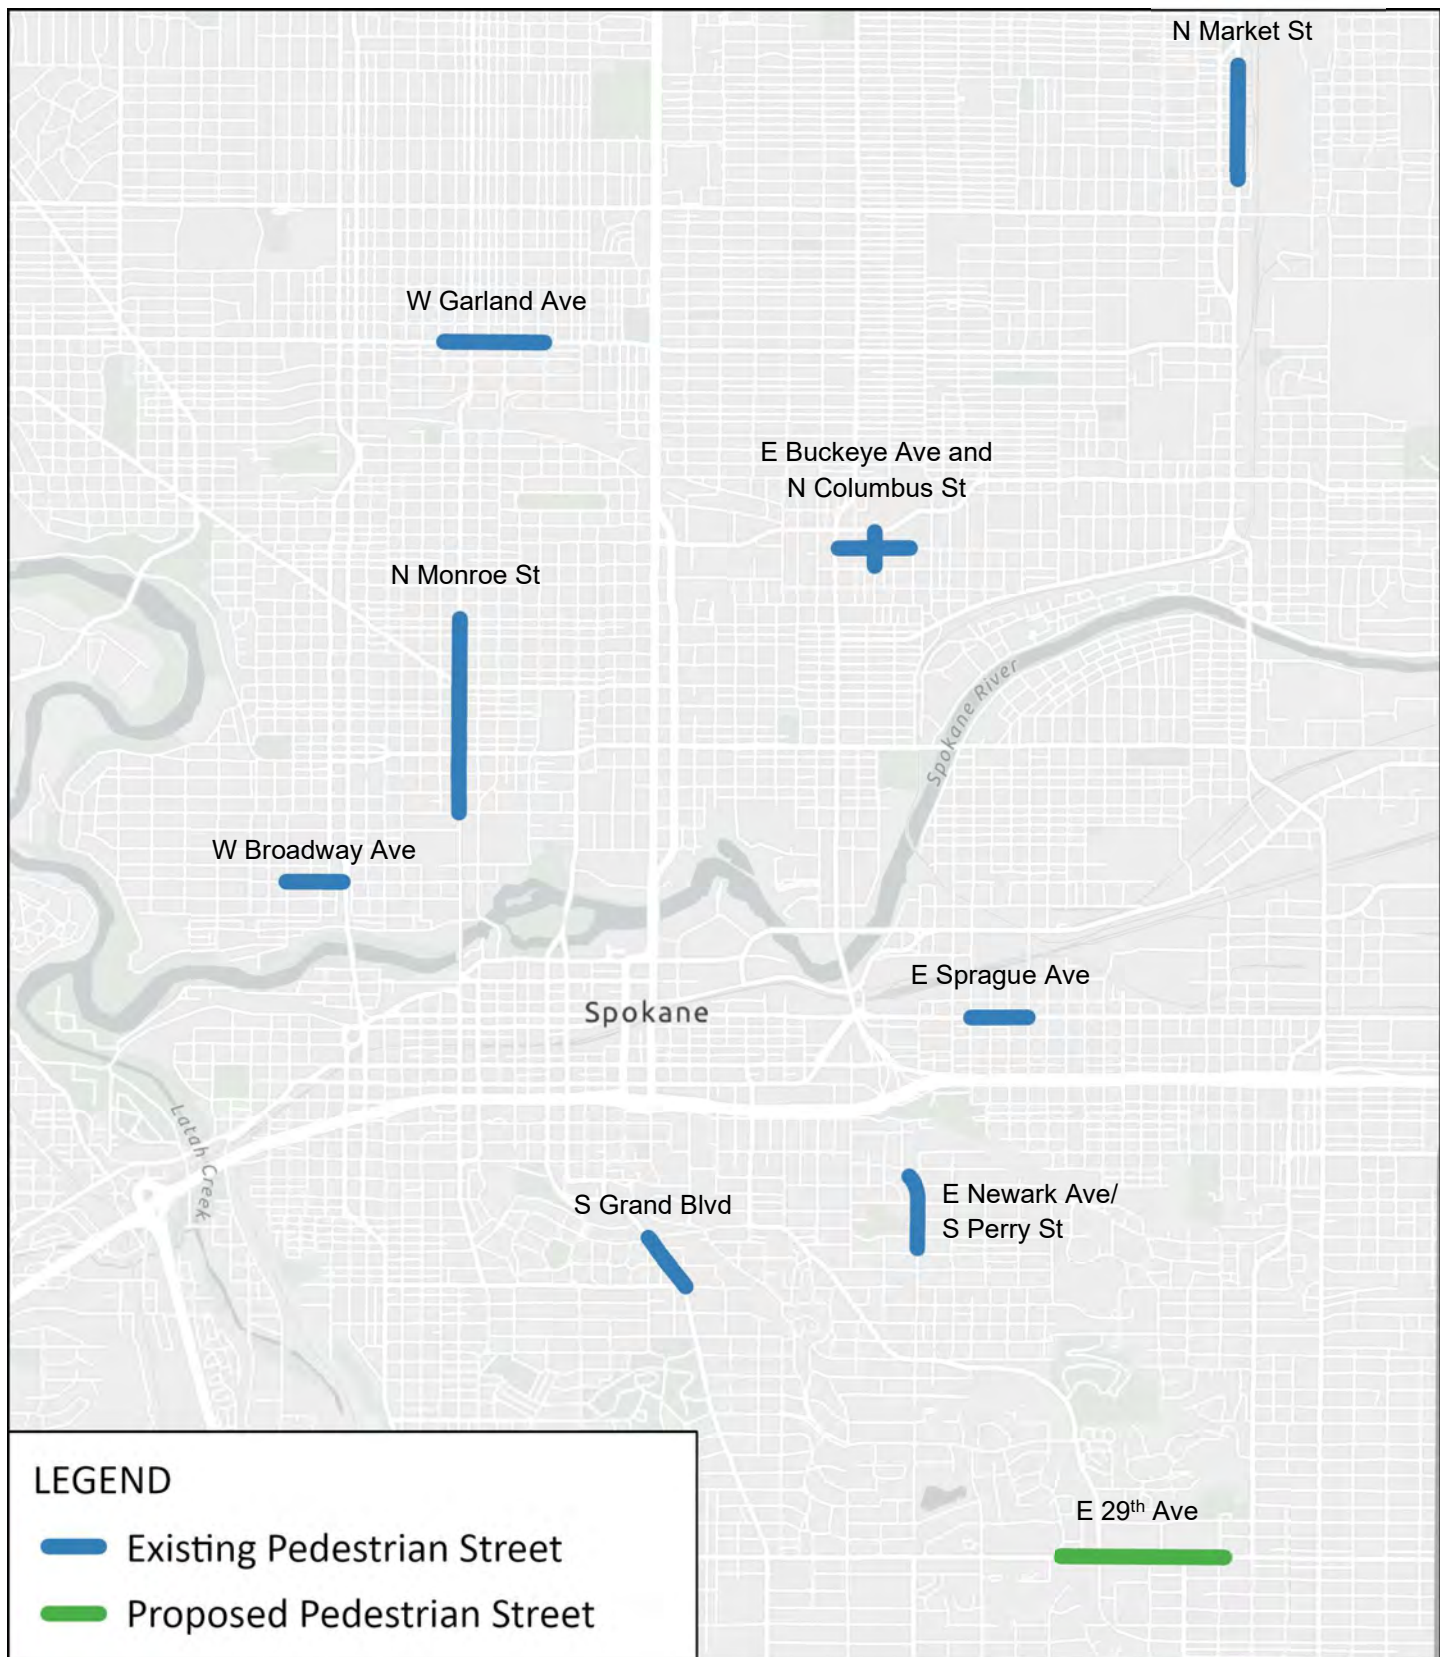 N Market St
W Garland Ave
E Buckeye Ave and
N Columbus St
N Monroe St
Spokane River
W Broadway Ave
E Sprague Ave
Spokane
Latah Creek
S Grand Blvd
E Newark Ave/
S Perry St
E 29th Ave
LEGEND
Existing Pedestrian Street
Proposed Pedestrian Street